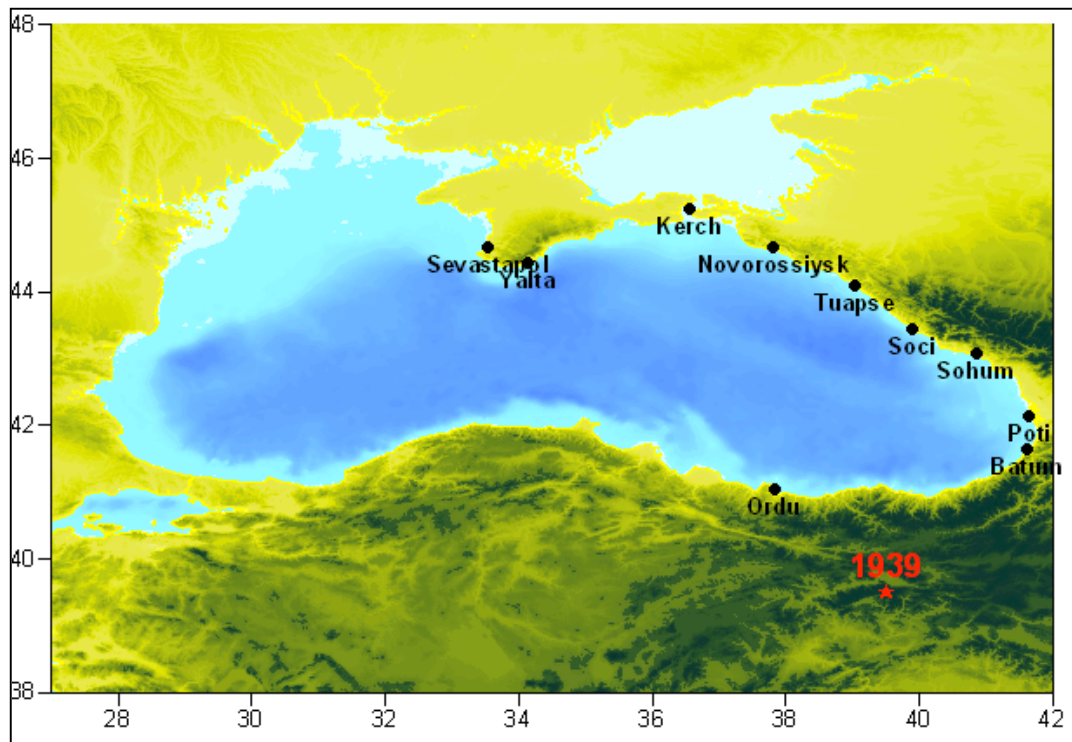 48
46
Kerch
Sevastapol
Novorossiysk
Yalta
44
Tuapse
Soci
Sohum
42
Poti
Batum
Ordu
40
1939
38
28 30 32 34 36 38 40 42